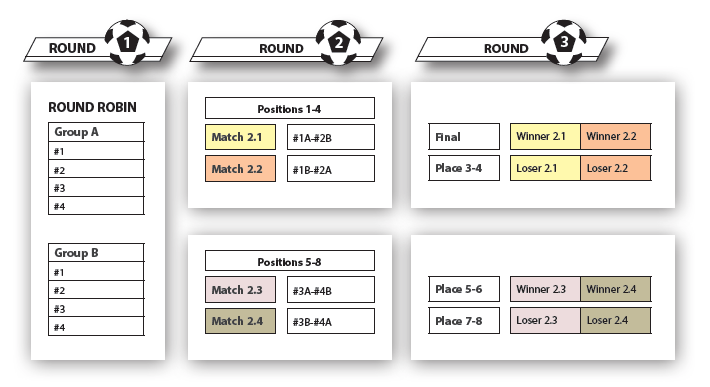 ROUND 1
ROUND 2
ROUND 3
ROUND ROBIN
Group A
#1
#2
#3
#4
Group B
#1
#2
#3
#4
Positions 1-4
Match 2.1 #1A-#2B
Match 2.2 #1B-#2A
Positions 5-8
Match 2.3 #3A-#4B
Match 2.4 #3B-#4A
Final Winner 2.1 Winner 2.2
Place 3-4 Loser 2.1 Loser 2.2
Place 5-6 Winner 2.3 Winner 2.4
Place 7-8 Loser 2.3 Loser 2.4